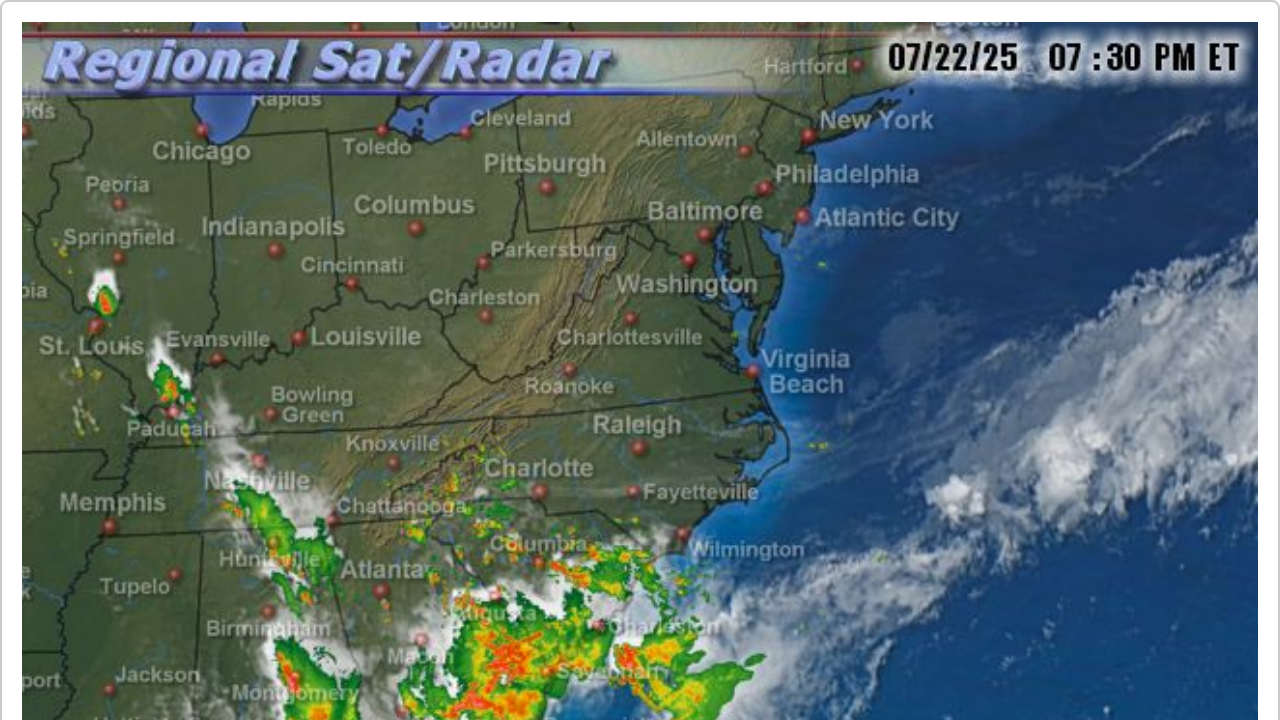 London
Boston
Regional Sat/Radar
07/22/25 07 :30 PM ET
Hartford
Rapids
Cleveland
New York
Chicago
Toledo
Allentown
Pittsburgh
Philadelphia
Peoria
Columbus
Baltimore
Atlantic City
Springfield
Indianapolis
Parkersburg
Cincinnati
Washington
Charleston
St. Louis
Evansville
Louisville
Charlottesville
Virginia
Beach
Roanoke
Bowling
Green
Paducah
Raleigh
Knoxville
Nashville
Charlotte
Memphis
Chattanooga
Fayetteville
Huntsville
Columbia
Wilmington
Tupelo
Atlanta
Birmingham
Augusta
Charleston
Macon
Savannah
Jackson
Montgomery